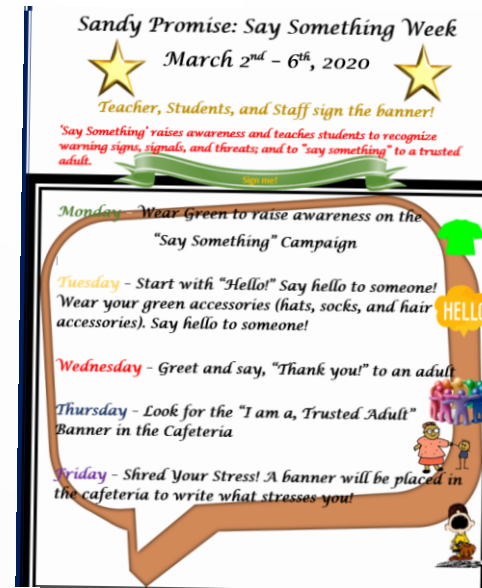 Sandy Promise: Say Something Week
March 2nd – 6th, 2020
Teacher, Students, and Staff sign the banner!
'Say Something' raises awareness and teaches students to recognize
warning signs, signals, and threats; and to "say something" to a trusted
adult.
Sign me!
Monday – Wear Green to raise awareness on the
"Say Something" Campaign
Tuesday – Start with "Hello!" Say hello to someone!
Wear your green accessories (hats, socks, and hair
accessories). Say hello to someone!
HELLO
Wednesday – Greet and say, "Thank you!" to an adult
Thursday – Look for the "I am a, Trusted Adult"
Banner in the Cafeteria
Friday – Shred Your Stress! A banner will be placed in
the cafeteria to write what stresses you!